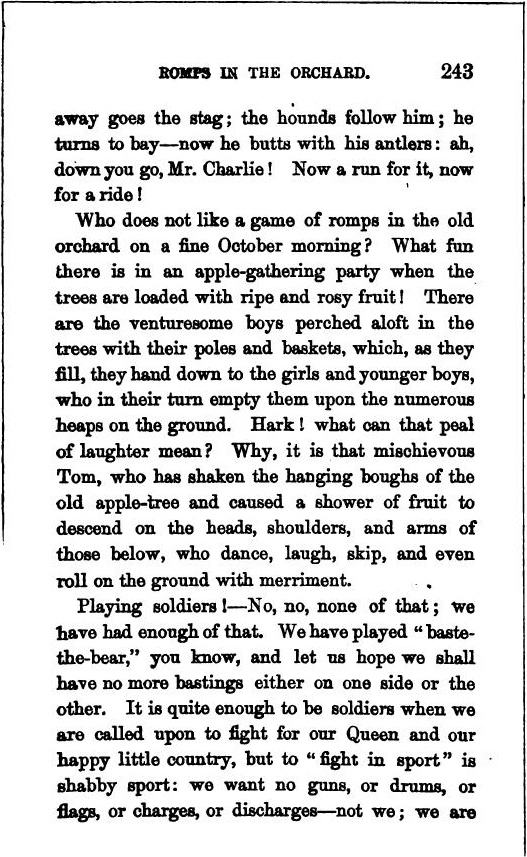 ROMPS IN THE ORCHARD. 243
away goes the stag; the hounds follow him; he
turns to bay—now he butts with his antlers: ah,
down you go, Mr. Charlie! Now a run for it, now
for a ride!
Who does not like a game of romps in the old
orchard on a fine October morning? What fun
there is in an apple-gathering party when the
trees are loaded with ripe and rosy fruit! There
are the venturesome boys perched aloft in the
trees with their poles and baskets, which, as they
fill, they hand down to the girls and younger boys,
who in their turn empty them upon the numerous
heaps on the ground. Hark! what can that peal
of laughter mean? Why, it is that mischievous
Tom, who has shaken the hanging boughs of the
old apple-tree and caused a shower of fruit to
descend on the heads, shoulders, and arms of
those below, who dance, laugh, skip, and even
roll on the ground with merriment.
Playing soldiers!—No, no, none of that; we
have had enough of that. We have played "baste-
the-bear," you know, and let us hope we shall
have no more bastings either on one side or the
other. It is quite enough to be soldiers when we
are called upon to fight for our Queen and our
happy little country, but to "fight in sport" is
shabby sport: we want no guns, or drums, or
flags, or charges, or discharges—not we; we are